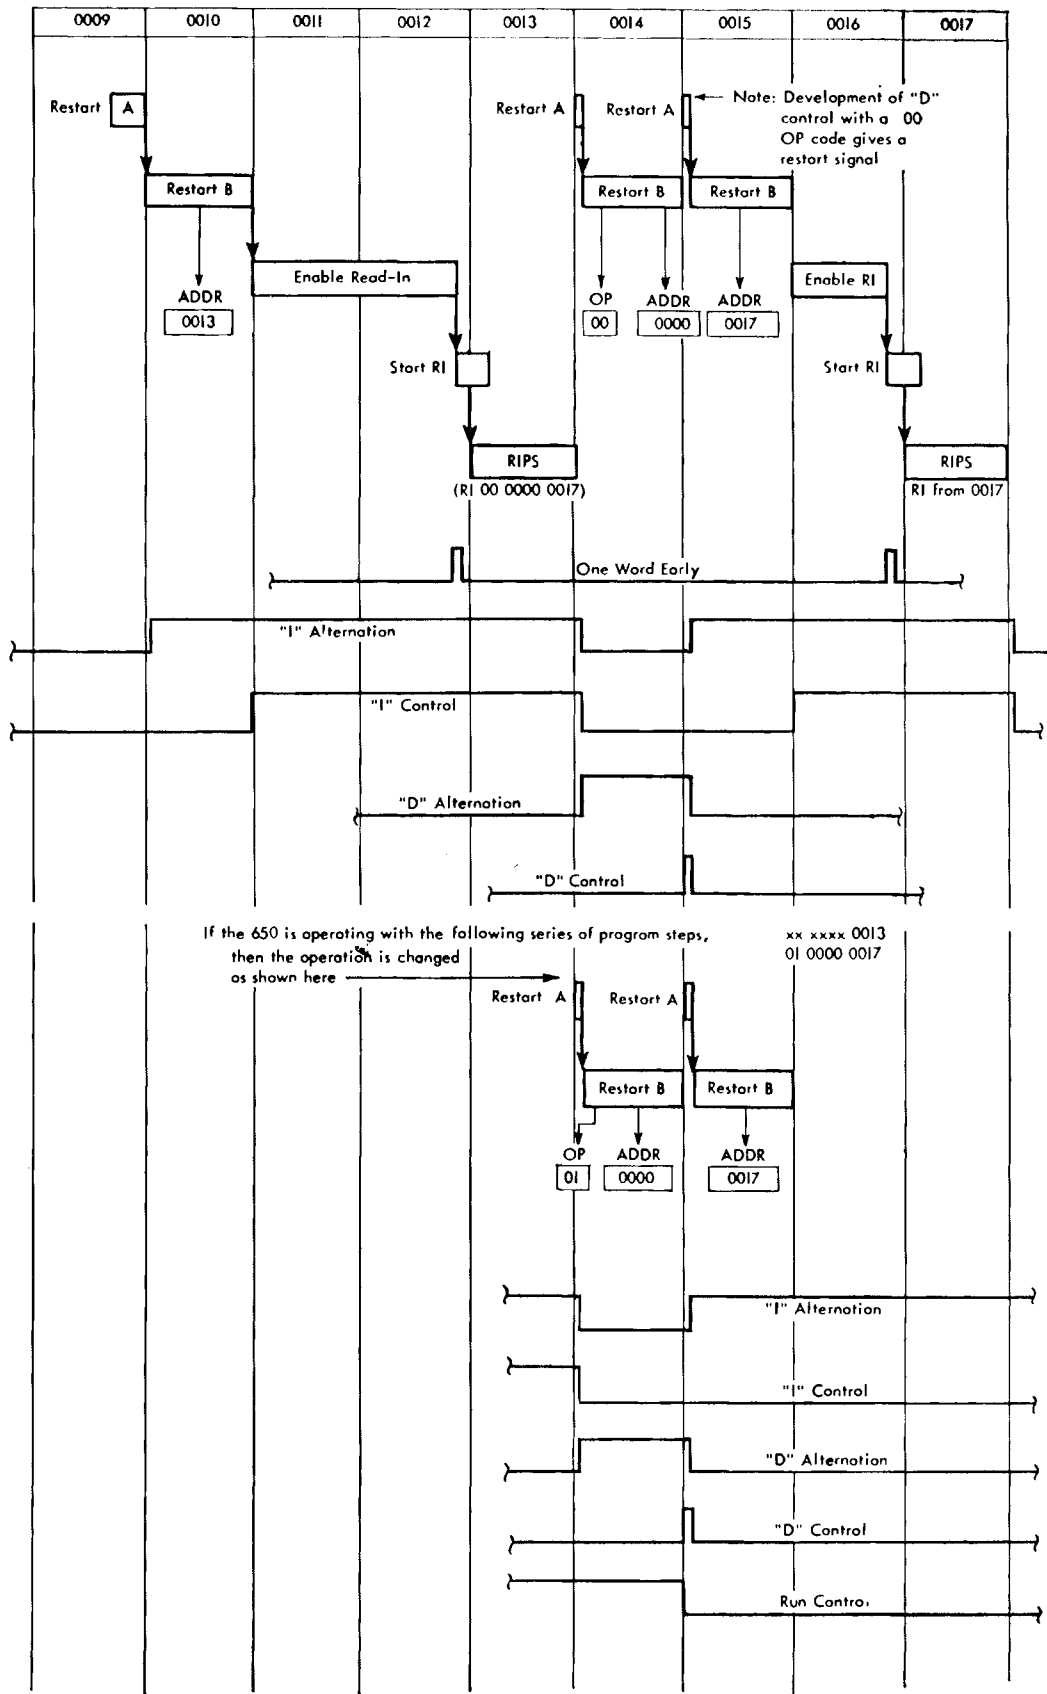 0009 0010 0011 0012 0013 0014 0015 0016 0017
Restart A
Restart A
Restart A
Note: Development of "D"
control with a 00
OP code gives a
restart signal
Restart B
Restart B
Restart B
Enable Read-In
Enable RI
ADDR
0013
OP
00
ADDR
0000
ADDR
0017
Start RI
Start RI
RIPS
(RI 00 0000 0017)
RIPS
RI from 0017
One Word Early
"I" Alternation
"I" Control
"D" Alternation
"D" Control
If the 650 is operating with the following series of program steps,
then the operation is changed
as shown here
xx xxxx 0013
01 0000 0017
Restart A
Restart A
Restart B
Restart B
OP
01
ADDR
0000
ADDR
0017
"I" Alternation
"I" Control
"D" Alternation
"D" Control
Run Control